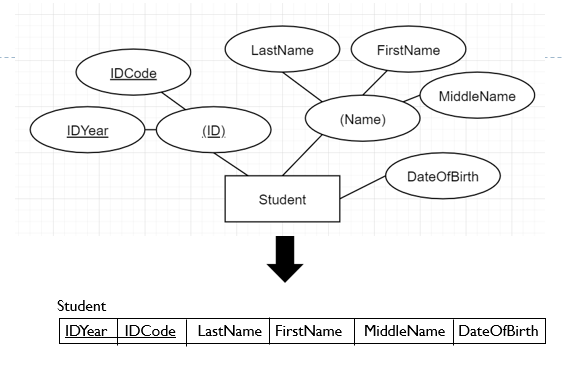 LastName
FirstName
IDCode
MiddleName
(Name)
IDYear
(ID)
DateOfBirth
Student
Student
IDYear IDCode LastName FirstName MiddleName DateOfBirth